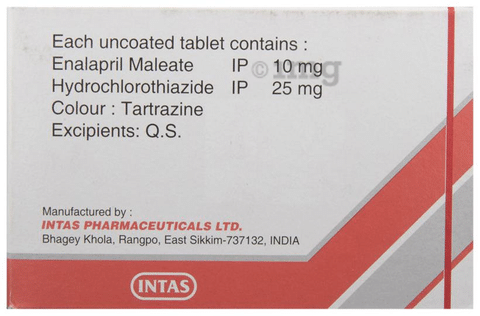 Each uncoated tablet contains :
Enalapril Maleate IP 10 mg
Hydrochlorothiazide IP 25 mg
Colour : Tartrazine
Excipients: Q.S.
Manufactured by :
INTAS PHARMACEUTICALS LTD.
Bhagey Khola, Rangpo, East Sikkim-737132, INDIA
INTAS